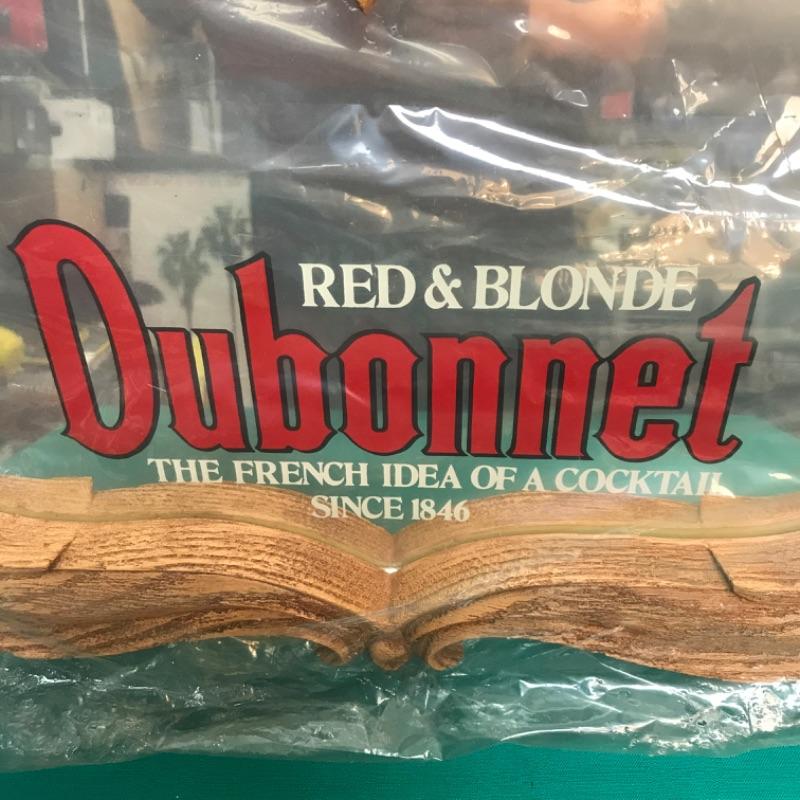 RED & BLONDE
Dubonnet
THE FRENCH IDEA OF A COCKTAIL
SINCE 1846